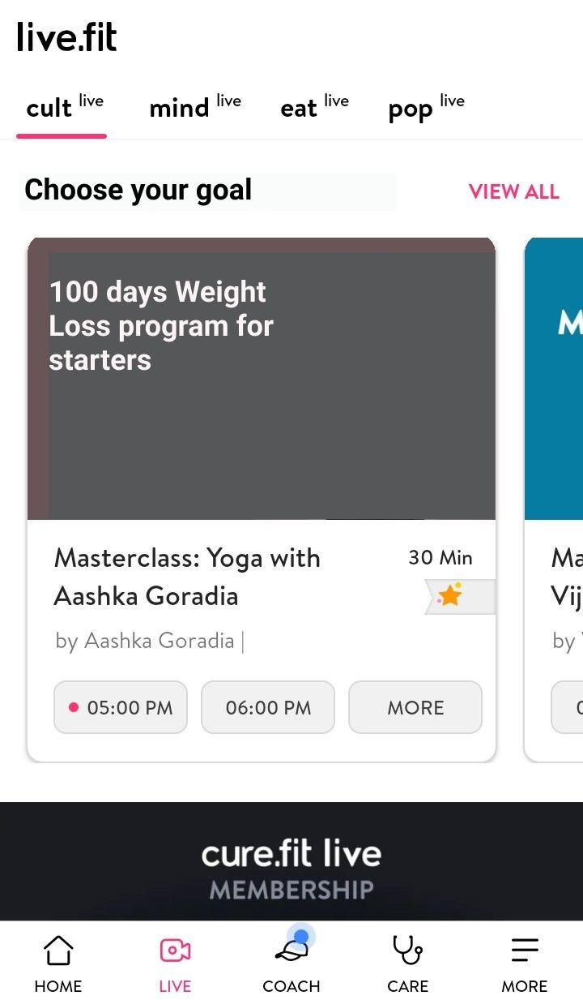 live.fit
cult live
mind live
eat live
pop live
Choose your goal
VIEW ALL
100 days Weight
Loss program for
starters
M
Masterclass: Yoga with
Aashka Goradia
30 Min
by Aashka Goradia |
05:00 PM
06:00 PM
MORE
Ma
Vij
by
cure.fit live
MEMBERSHIP
HOME
LIVE
COACH
CARE
MORE